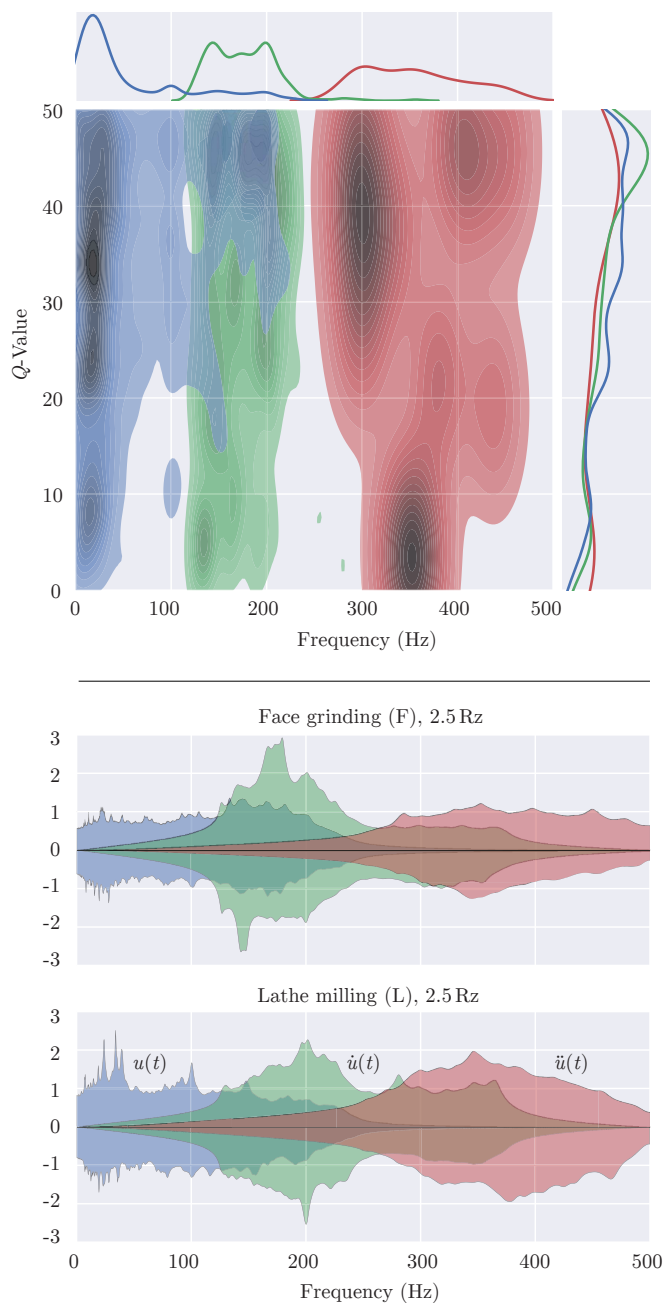 50
40
30
20
10
0
Q-Value
0 100 200 300 400 500
Frequency (Hz)
Face grinding (F), 2.5 Rz
3
2
1
0
-1
-2
-3
Lathe milling (L), 2.5 Rz
3
2
1
0
-1
-2
-3
u(t) u̇(t) ü(t)
0 100 200 300 400 500
Frequency (Hz)